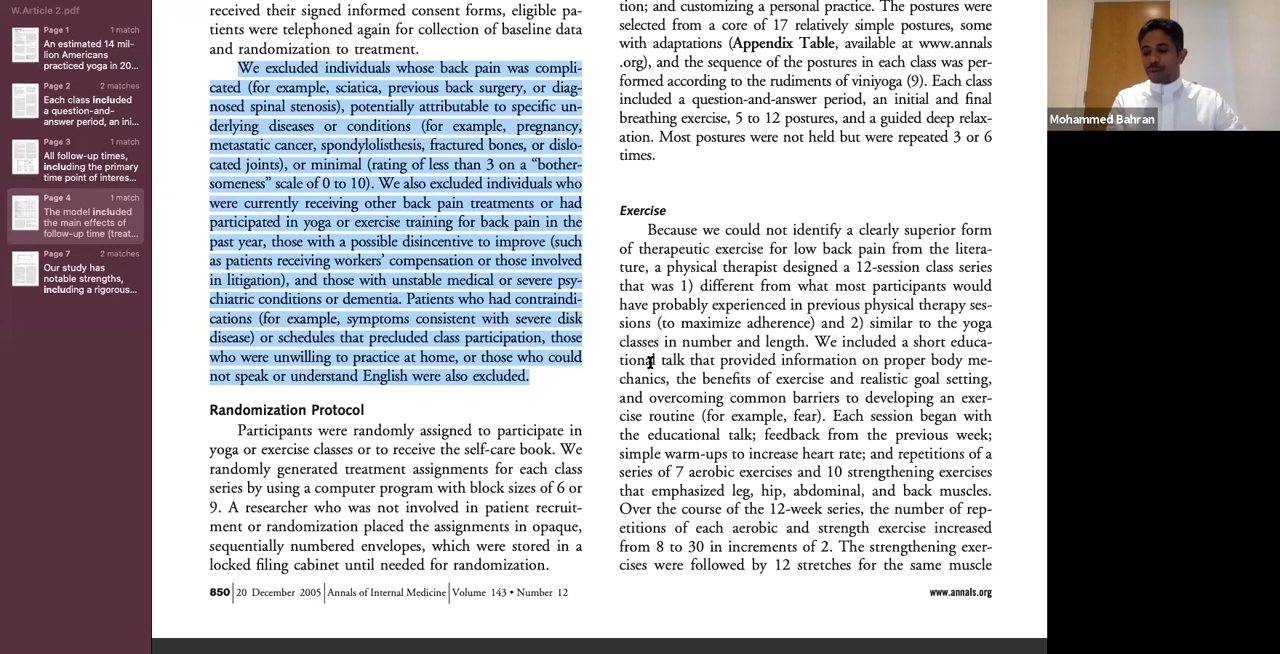 W.Article 2.pdf
Page 1
1 match
An estimated 14 mil-
lion Americans
practiced yoga in 20...
Page 2
2 matches
Each class included
a question-and-
answer period, an ini...
Page 3
1 match
All follow-up times,
including the primary
time point of interes...
Page 4
1 match
The model included
the main effects of
follow-up time (treat...
Page 7
2 matches
Our study has
notable strengths,
including a rigorous...
received their signed informed consent forms, eligible pa-
tients were telephoned again for collection of baseline data
and randomization to treatment.
We excluded individuals whose back pain was compli-
cated (for example, sciatica, previous back surgery, or diag-
nosed spinal stenosis), potentially attributable to specific un-
derlying diseases or conditions (for example, pregnancy,
metastatic cancer, spondylolisthesis, fractured bones, or dislo-
cated joints), or minimal (rating of less than 3 on a “bother-
someness” scale of 0 to 10). We also excluded individuals who
were currently receiving other back pain treatments or had
participated in yoga or exercise training for back pain in the
past year, those with a possible disincentive to improve (such
as patients receiving workers’ compensation or those involved
in litigation), and those with unstable medical or severe psy-
chiatric conditions or dementia. Patients who had contraindi-
cations (for example, symptoms consistent with severe disk
disease) or schedules that precluded class participation, those
who were unwilling to practice at home, or those who could
not speak or understand English were also excluded.
Randomization Protocol
Participants were randomly assigned to participate in
yoga or exercise classes or to receive the self-care book. We
randomly generated treatment assignments for each class
series by using a computer program with block sizes of 6 or
9. A researcher who was not involved in patient recruit-
ment or randomization placed the assignments in opaque,
sequentially numbered envelopes, which were stored in a
locked filing cabinet until needed for randomization.
tion; and customizing a personal practice. The postures were
selected from a core of 17 relatively simple postures, some
with adaptations (Appendix Table, available at www.annals
.org), and the sequence of the postures in each class was per-
formed according to the rudiments of viniyoga (9). Each class
included a question-and-answer period, an initial and final
breathing exercise, 5 to 12 postures, and a guided deep relax-
ation. Most postures were not held but were repeated 3 or 6
times.
Exercise
Because we could not identify a clearly superior form
of therapeutic exercise for low back pain from the litera-
ture, a physical therapist designed a 12-session class series
that was 1) different from what most participants would
have probably experienced in previous physical therapy ses-
sions (to maximize adherence) and 2) similar to the yoga
classes in number and length. We included a short educa-
tional talk that provided information on proper body me-
chanics, the benefits of exercise and realistic goal setting,
and overcoming common barriers to developing an exer-
cise routine (for example, fear). Each session began with
the educational talk; feedback from the previous week;
simple warm-ups to increase heart rate; and repetitions of a
series of 7 aerobic exercises and 10 strengthening exercises
that emphasized leg, hip, abdominal, and back muscles.
Over the course of the 12-week series, the number of rep-
etitions of each aerobic and strength exercise increased
from 8 to 30 in increments of 2. The strengthening exer-
cises were followed by 12 stretches for the same muscle
850 | 20 December 2005 | Annals of Internal Medicine | Volume 143 • Number 12
www.annals.org
Mohammed Bahran